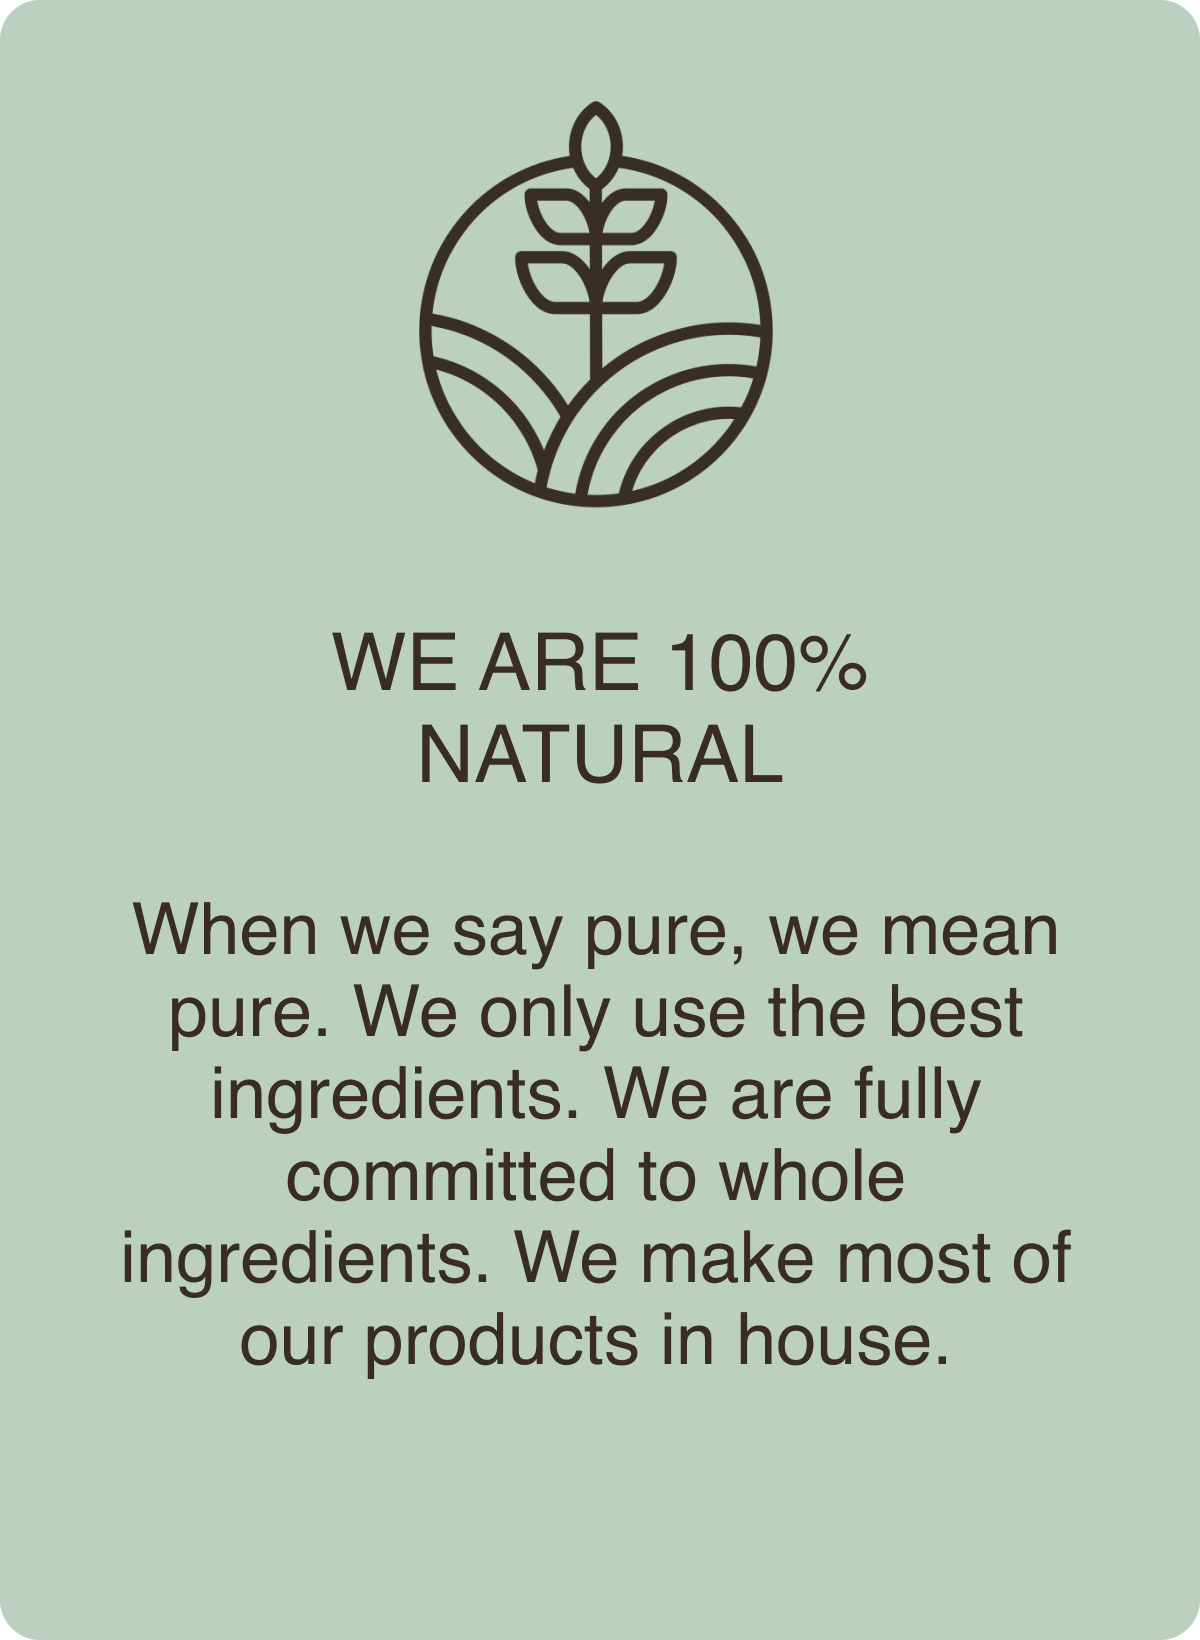 WE ARE 100%
NATURAL
When we say pure, we mean
pure. We only use the best
ingredients. We are fully
committed to whole
ingredients. We make most of
our products in house.